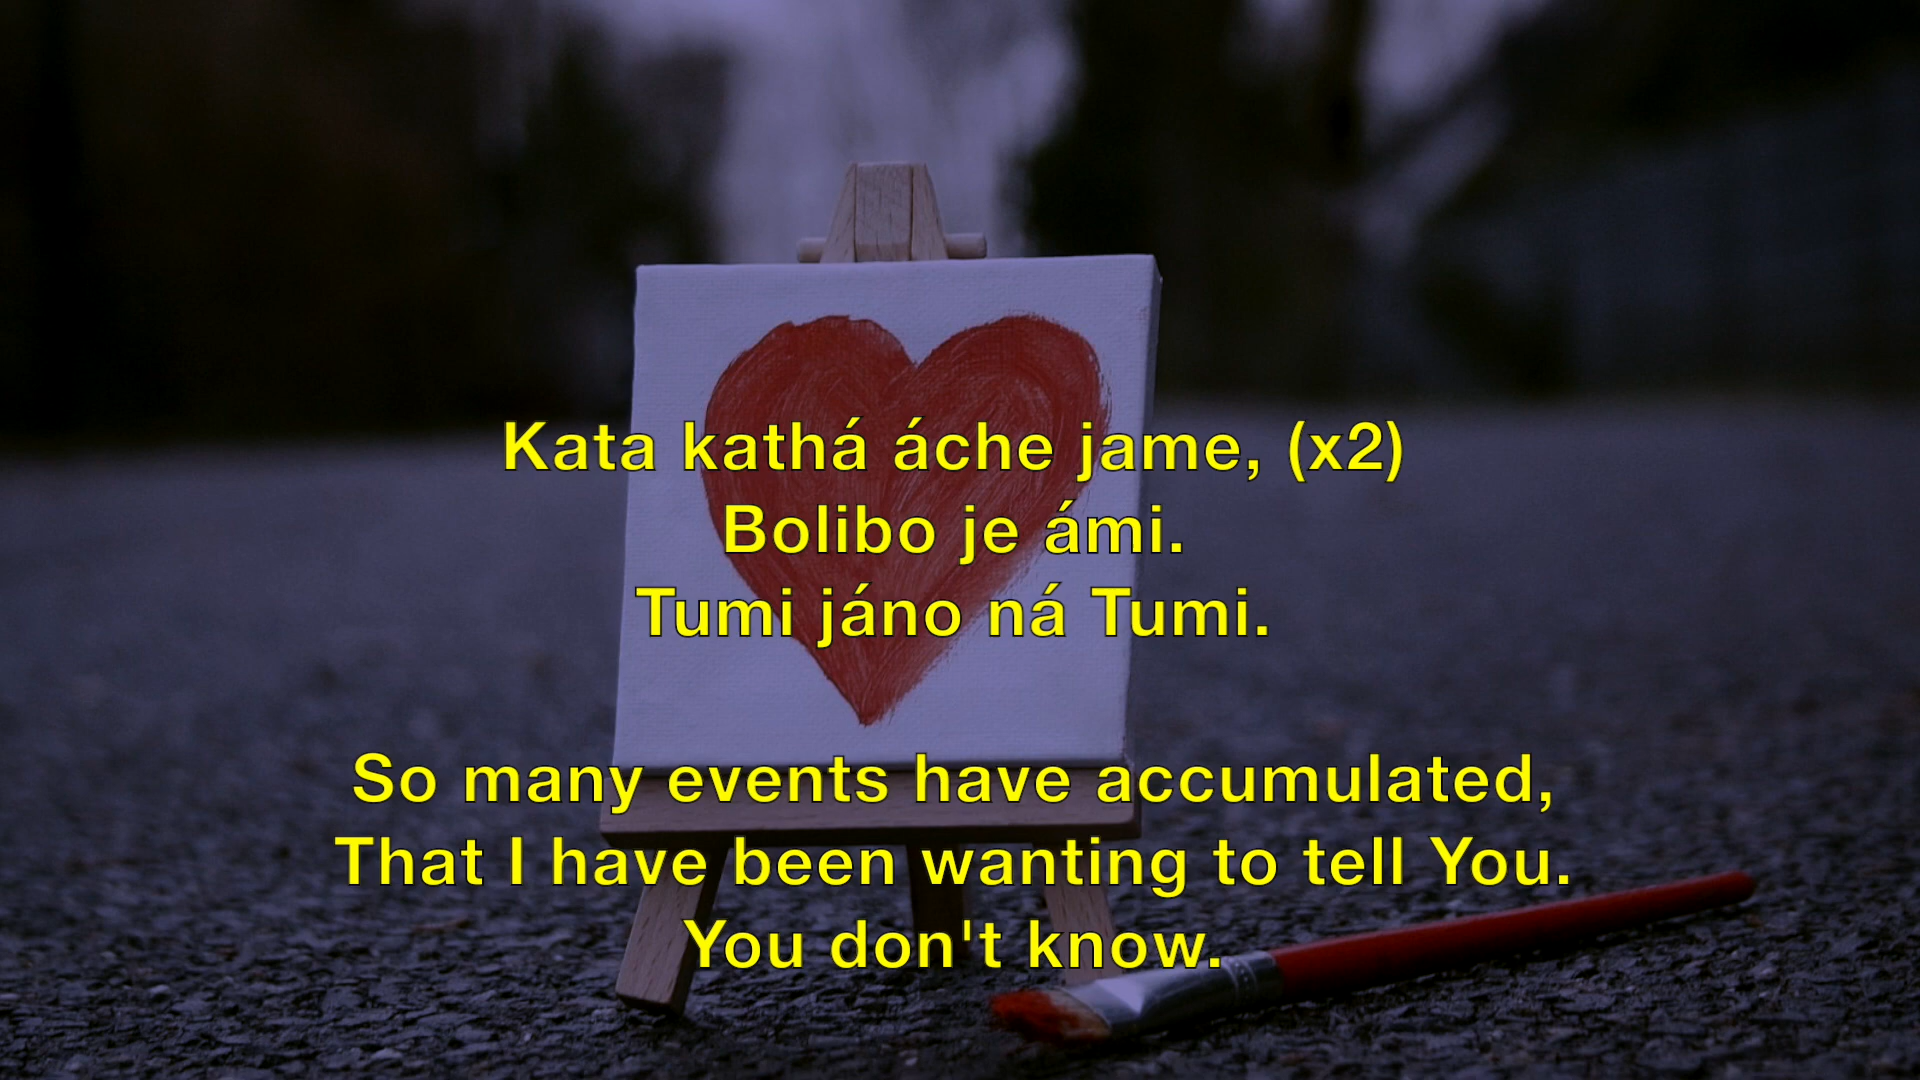 Kata kathá áche jame, (x2)
Bolibo je ámi.
Tumi jáno ná Tumi.
So many events have accumulated,
That I have been wanting to tell You.
You don't know.